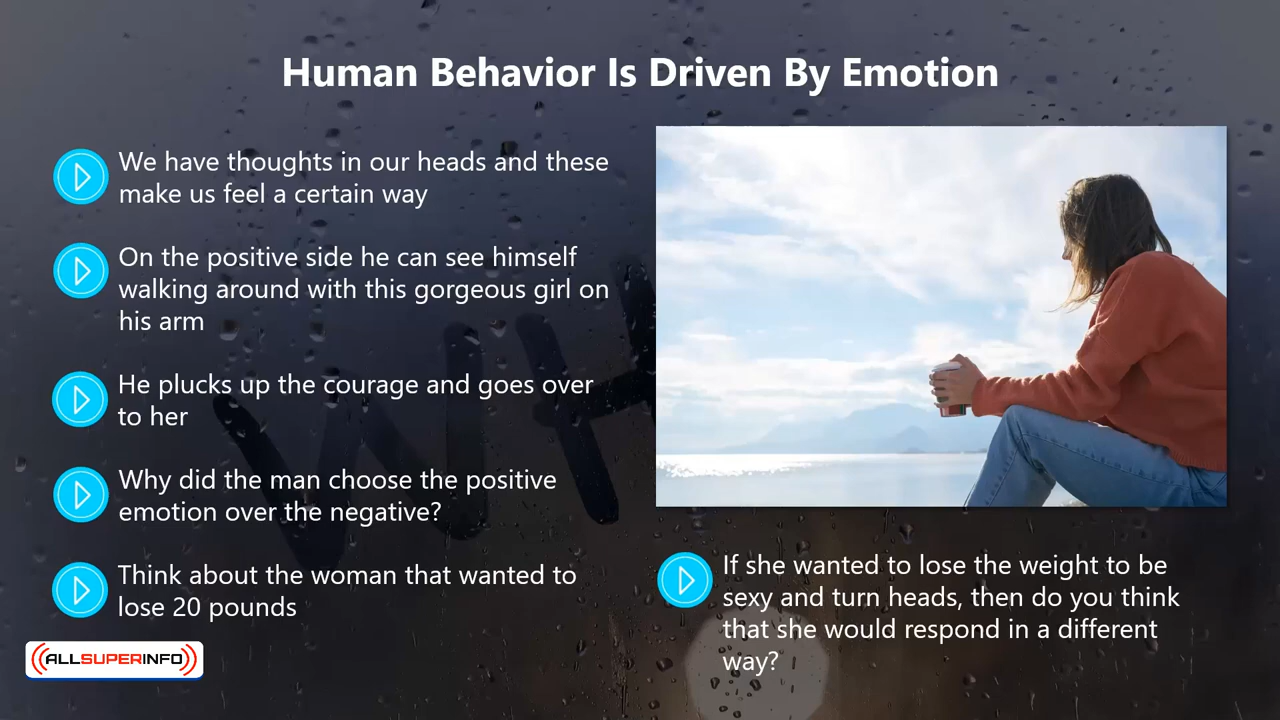 Human Behavior Is Driven By Emotion
We have thoughts in our heads and these
make us feel a certain way
On the positive side he can see himself
walking around with this gorgeous girl on
his arm
He plucks up the courage and goes over
to her
Why did the man choose the positive
emotion over the negative?
Think about the woman that wanted to
lose 20 pounds
If she wanted to lose the weight to be
sexy and turn heads, then do you think
that she would respond in a different
way?
ALLSUPERINFO